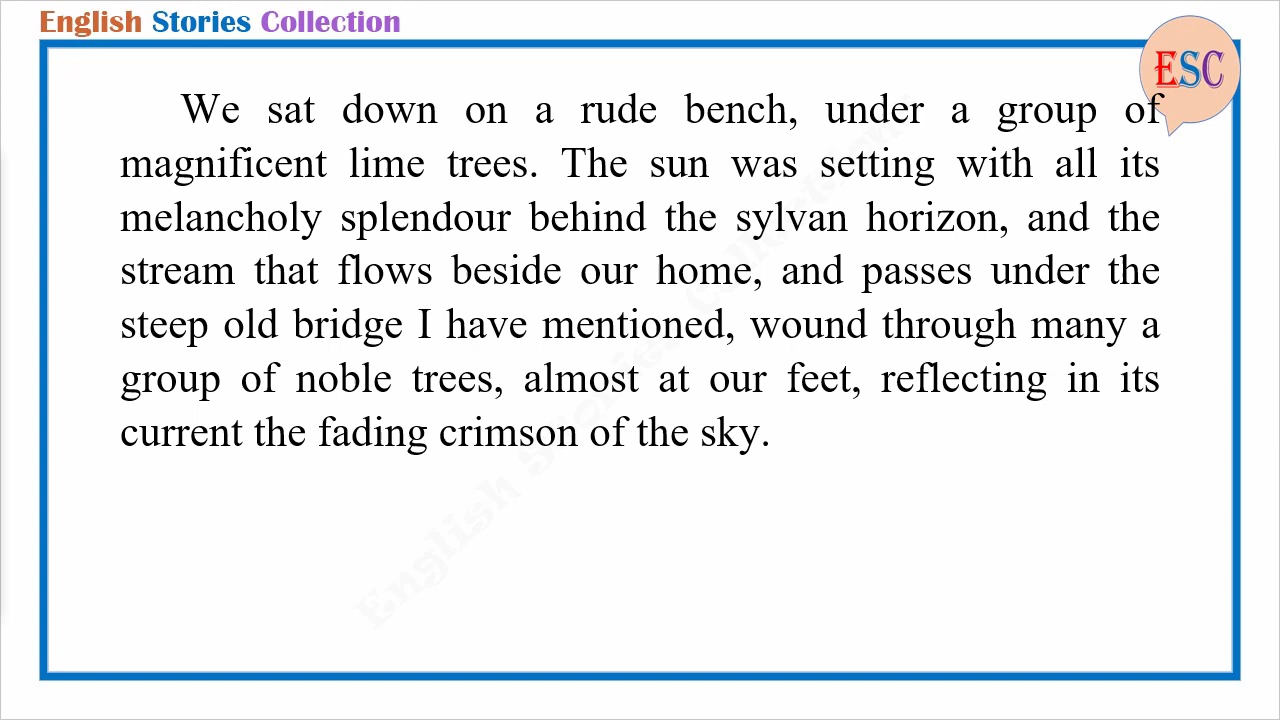 English Stories Collection
ESC
We sat down on a rude bench, under a group of
magnificent lime trees. The sun was setting with all its
melancholy splendour behind the sylvan horizon, and the
stream that flows beside our home, and passes under the
steep old bridge I have mentioned, wound through many a
group of noble trees, almost at our feet, reflecting in its
current the fading crimson of the sky.
English Stories Collection